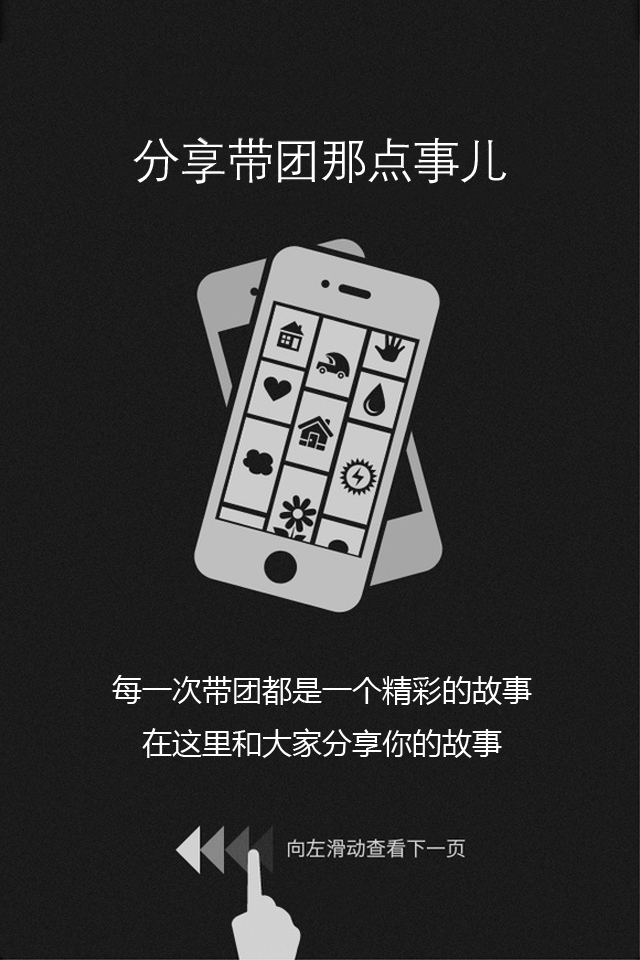 分享带团那点事儿
每一次带团都是一个精彩的故事
在这里和大家分享你的故事
向左滑动查看下一页